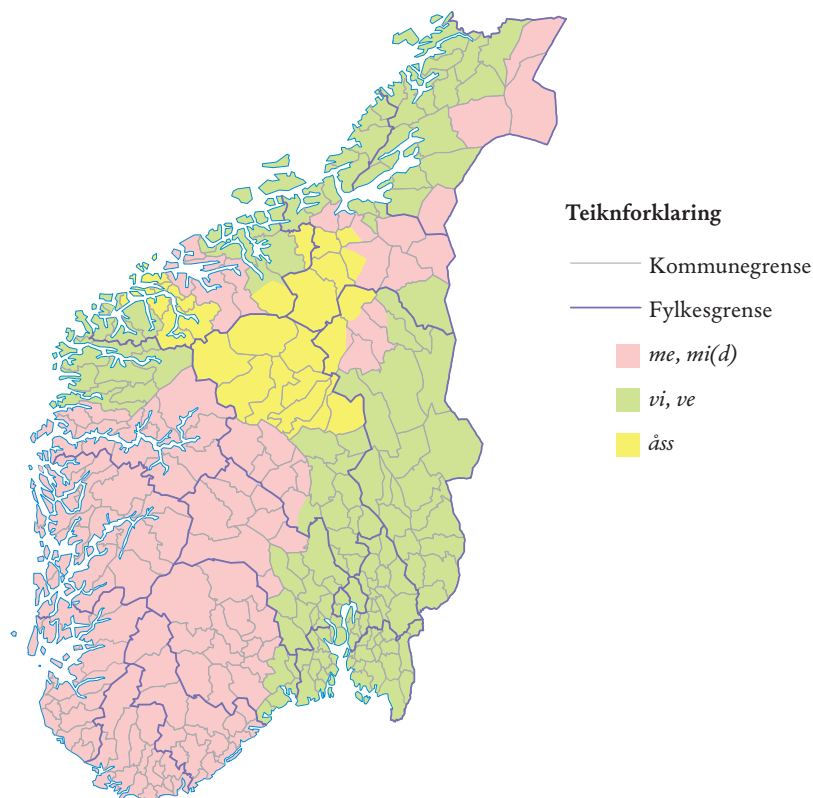 Teiknforklaring
Kommunegrense
Fylkesgrense
me, mi(d)
vi, ve
åss